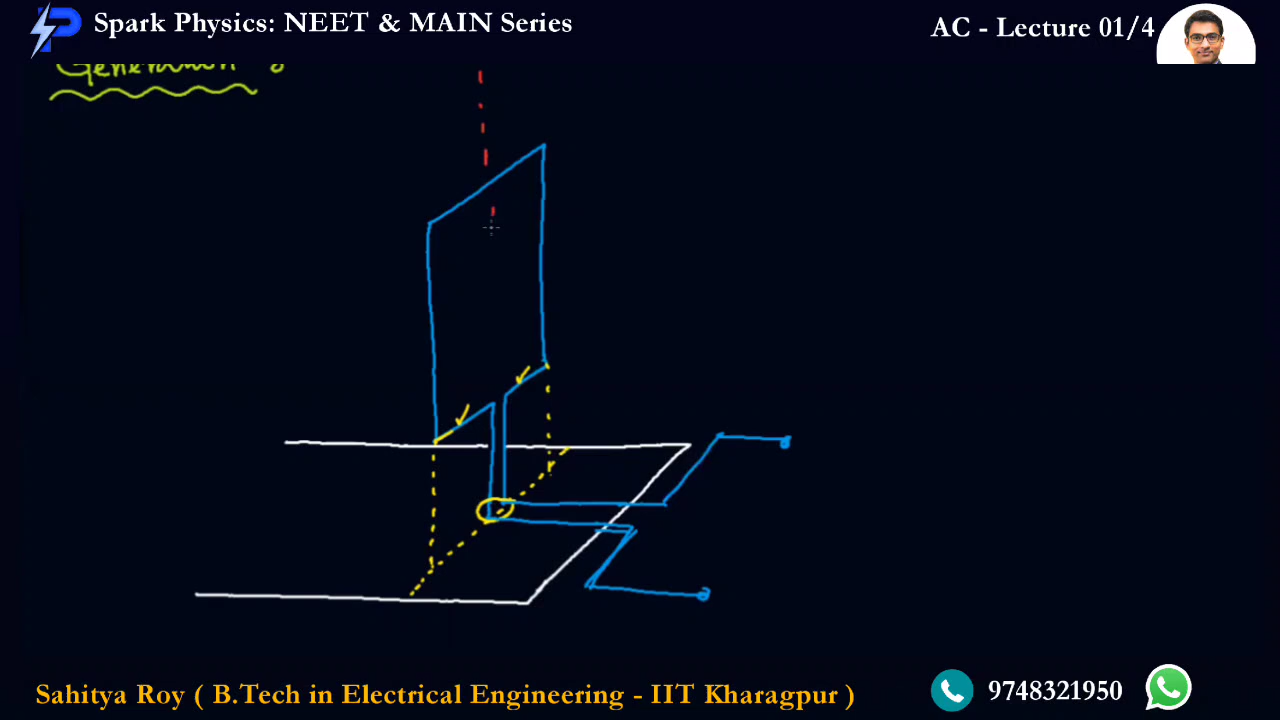 Spark Physics: NEET & MAIN Series
AC - Lecture 01/4
Sahitya Roy ( B.Tech in Electrical Engineering - IIT Kharagpur )
9748321950